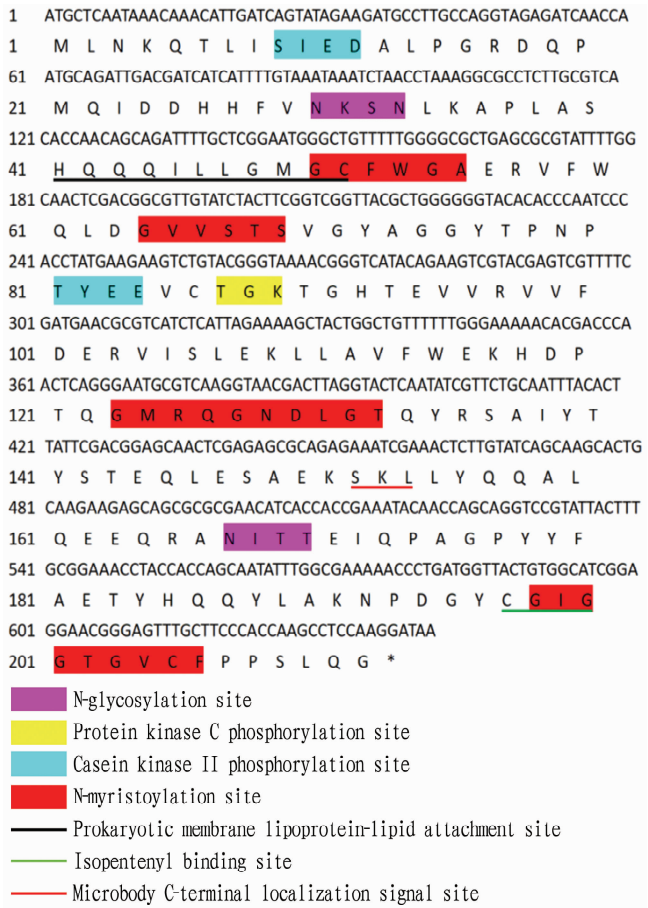 1 ATGCTCAATAAACAAACATTGATCAGTATAGAAGATGCCTTGCCAGGTAGAGATCAACCA
1 M L N K Q T L I S I E D A L P G R D Q P
61 ATGCAGATTGACGATCATCATTTTGTAAATAAATCTAACCTAAAGGCGCCTCTTGCGTCA
21 M Q I D D H H F V N K S N L K A P L A S
121 CACCAACAGCAGATTTTGCTCGGAATGGGCTGTTTTTGGGGCGCTGAGCGCGTATTTTGG
41 H Q Q Q I L L G M G C F W G A E R V F W
181 CAACTCGACGGCGTTGTATCTACTTCGGTCGGTTACGCTGGGGGGTACACACCCAATCCC
61 Q L D G V V S T S V G Y A G G Y T P N P
241 ACCTATGAAGAAGTCTGTACGGGTAAAACGGGTCATACAGAAGTCGTACGAGTCGTTTTC
81 T Y E E V C T G K T G H T E V V R V V F
301 GATGAACGCGTCATCTCATTAGAAAAGCTACTGGCTGTTTTTTGGGAAAAACACGACCCA
101 D E R V I S L E K L L A V F W E K H D P
361 ACTCAGGGAATGCGTCAAGGTAACGACTTAGGTACTCAATATCGTTCTGCAATTTACACT
121 T Q G M R Q G N D L G T Q Y R S A I Y T
421 TATTCGACGGAGCAACTCGAGAGCGCAGAGAAATCGAAACTCTTGTATCAGCAAGCACTG
141 Y S T E Q L E S A E K S K L L Y Q Q A L
481 CAAGAAGAGCAGCGCGCGAACATCACCACCGAAATACAACCAGCAGGTCCGTATTACTTT
161 Q E E Q R A N I T T E I Q P A G P Y Y F
541 GCGGAAACCTACCACCAGCAATATTTGGCGAAAAACCCTGATGGTTACTGTGGCATCGGA
181 A E T Y H Q Q Y L A K N P D G Y C G I G
601 GGAACGGGAGTTTGCTTCCCACCAAGCCTCCAAGGATAA
201 G T G V C F P P S L Q G *
N-glycosylation site
Protein kinase C phosphorylation site
Casein kinase II phosphorylation site
N-myristoylation site
Prokaryotic membrane lipoprotein-lipid attachment site
Isopentenyl binding site
Microbody C-terminal localization signal site